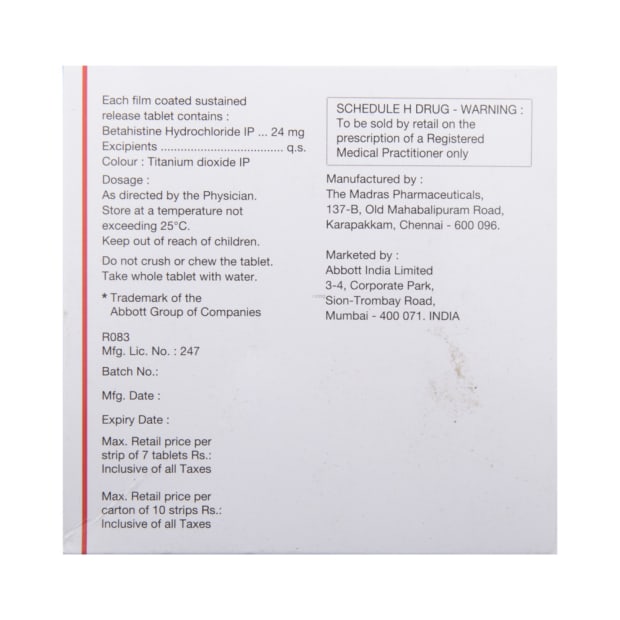 Each film coated sustained
release tablet contains :
Betahistine Hydrochloride IP ... 24 mg
Excipients ..................................... q.s.
Colour : Titanium dioxide IP
Dosage :
As directed by the Physician.
Store at a temperature not
exceeding 25°C.
Keep out of reach of children.
Do not crush or chew the tablet.
Take whole tablet with water.
* Trademark of the
Abbott Group of Companies
R083
Mfg. Lic. No. : 247
Batch No.:
Mfg. Date :
Expiry Date :
Max. Retail price per
strip of 7 tablets Rs.:
Inclusive of all Taxes
Max. Retail price per
carton of 10 strips Rs.:
Inclusive of all Taxes
SCHEDULE H DRUG - WARNING :
To be sold by retail on the
prescription of a Registered
Medical Practitioner only
Manufactured by :
The Madras Pharmaceuticals,
137-B, Old Mahabalipuram Road,
Karapakkam, Chennai - 600 096.
Marketed by :
Abbott India Limited
3-4, Corporate Park,
Sion-Trombay Road,
Mumbai - 400 071. INDIA